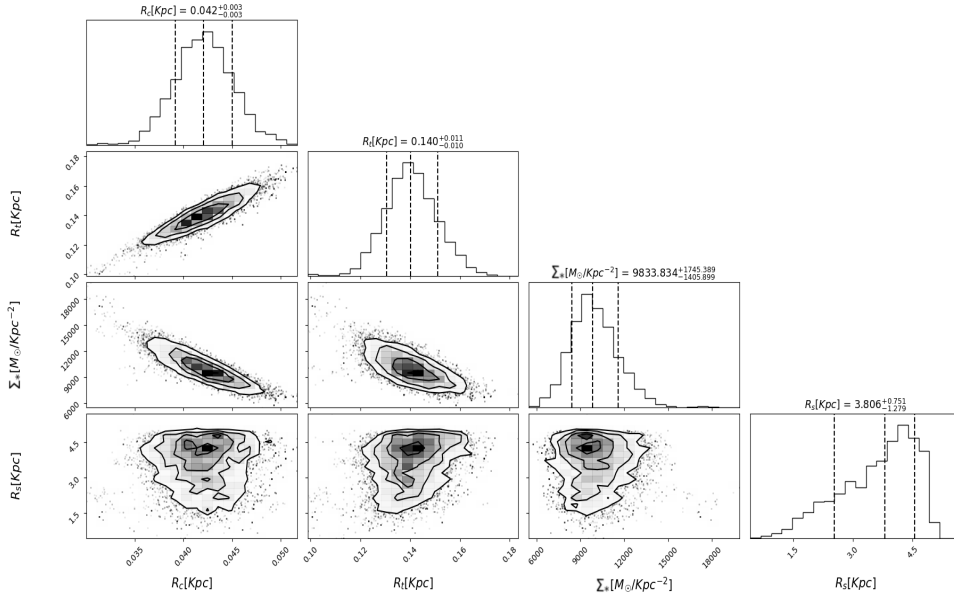 R_c[Kpc] = 0.042^{+0.003}_{-0.003}
R_t[Kpc] = 0.140^{+0.011}_{-0.010}
0.18
0.16
0.14
0.12
0.10
R_t[Kpc]
∑_*[M_⊙/Kpc^{-2}] = 9833.834^{+1745.389}_{-1405.899}
18000
15000
12000
9000
6000
∑_*[M_⊙/Kpc^{-2}]
R_s[Kpc] = 3.806^{+0.751}_{-1.279}
4.5
3.0
1.5
R_s[Kpc]
0.035 0.040 0.045 0.050
0.10 0.12 0.14 0.16 0.18
6000 9000 12000 15000 18000
1.5 3.0 4.5
R_c[Kpc] R_t[Kpc] ∑_*[M_⊙/Kpc^{-2}] R_s[Kpc]